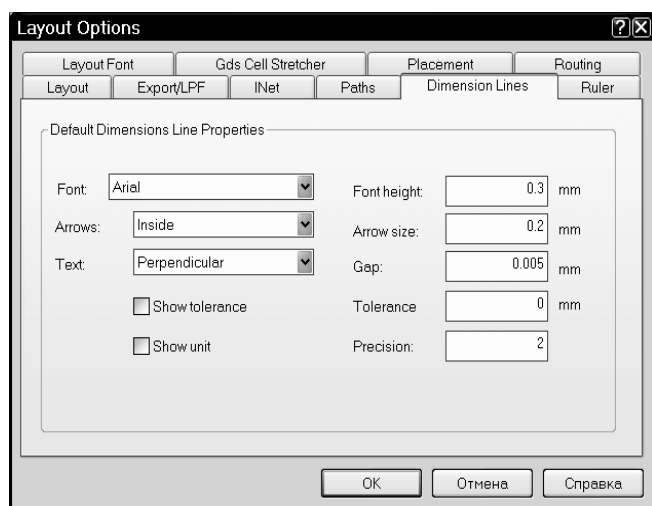 Layout Options
Layout Font Gds Cell Stretcher Placement Routing
Layout Export/LPF INet Paths Dimension Lines Ruler
Default Dimensions Line Properties
Font: Arial Font height: 0.3 mm
Arrows: Inside Arrow size: 0.2 mm
Text: Perpendicular Gap: 0.005 mm
Show tolerance Tolerance 0 mm
Show unit Precision: 2
OK Отмена Справка